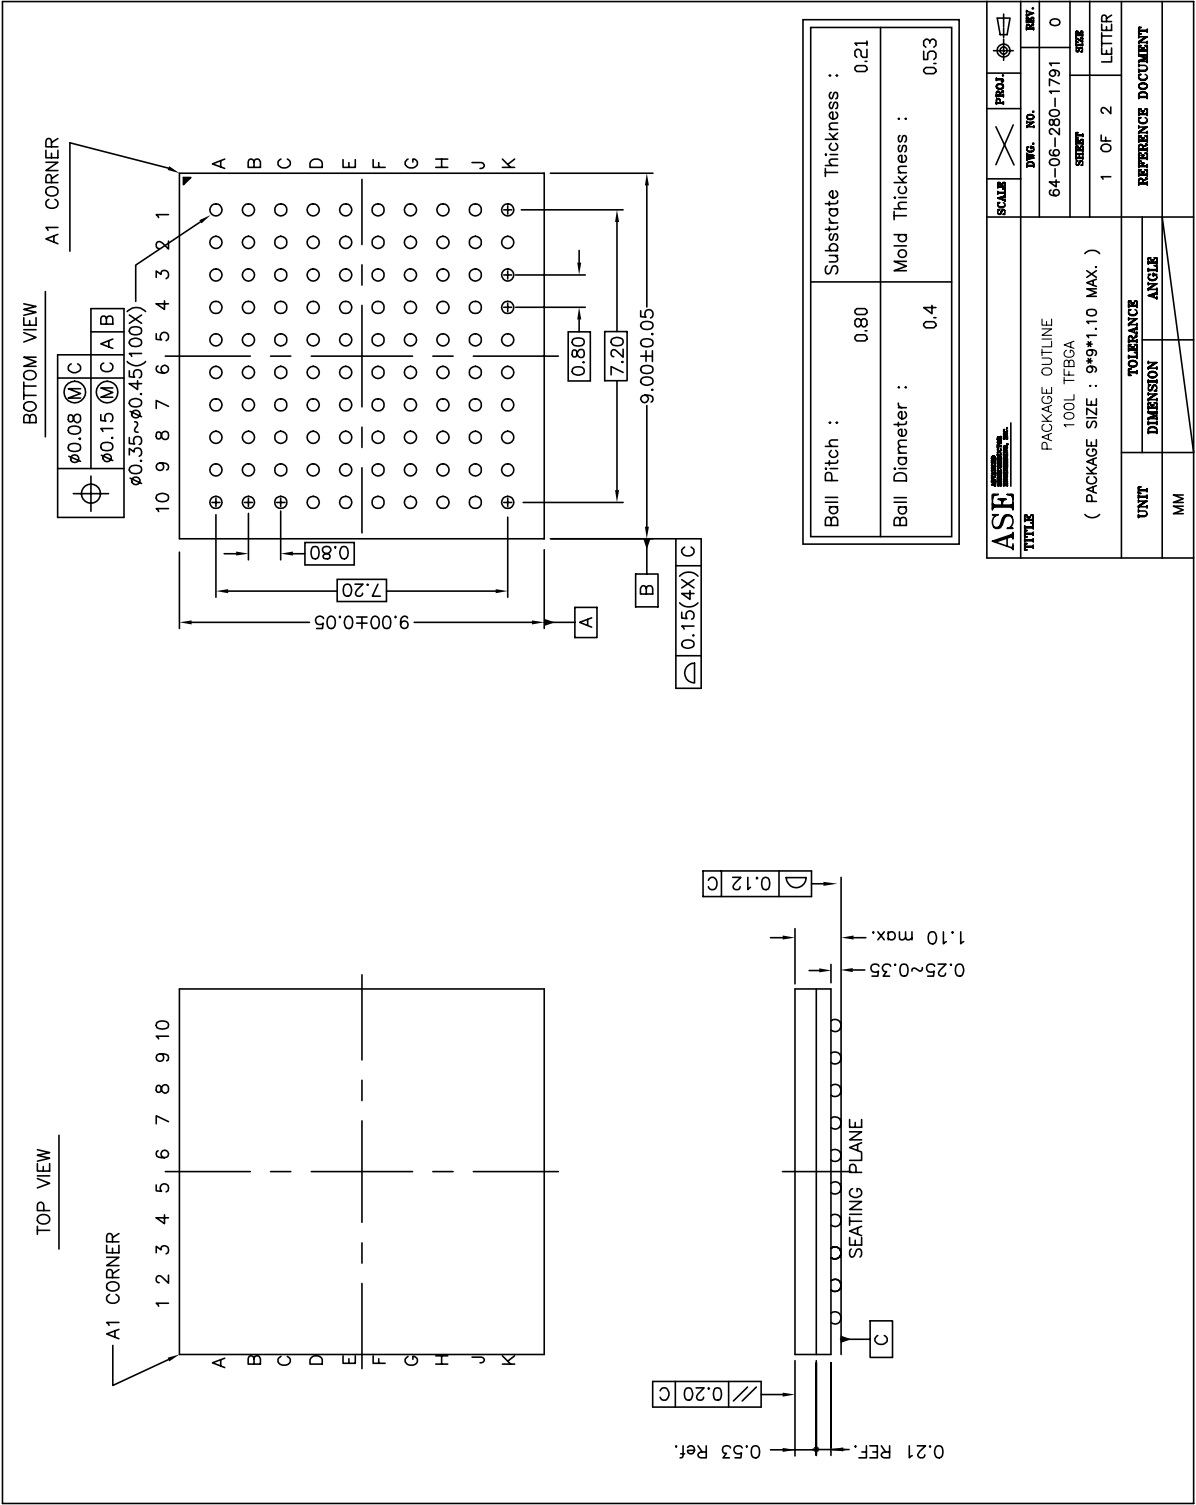 TOP VIEW
A1 CORNER
1 2 3 4 5 6 7 8 9 10
A
B
C
D
E
F
G
H
J
K
BOTTOM VIEW
A1 CORNER
⌀0.08 Ⓜ C
⌀0.15 Ⓜ C A B
⌀0.35~⌀0.45(100X)
10 9 8 7 6 5 4 3 2 1
A
B
C
D
E
F
G
H
J
K
0.80
7.20
9.00±0.05
A
0.80
7.20
9.00±0.05
B
0.15(4X) C
0.20 C
0.53 Ref.
0.21 REF.
C
SEATING PLANE
0.12 C
1.10 max.
0.25~0.35
Ball Pitch : 0.80
Substrate Thickness : 0.21
Ball Diameter : 0.4
Mold Thickness : 0.53
ASE
TITLE
PACKAGE OUTLINE
100L TFBGA
( PACKAGE SIZE : 9*9*1.10 MAX. )
SCALE
PROJ.
DWG. NO.
REV.
64-06-280-1791
0
SHEET
SIZE
1 OF 2
LETTER
UNIT
TOLERANCE
DIMENSION
ANGLE
REFERENCE DOCUMENT
MM